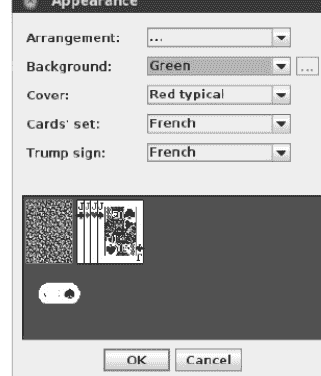 Appearance
Arrangement: ...
Background: Green ...
Cover: Red typical
Cards' set: French
Trump sign: French
J J J J
J
OK Cancel